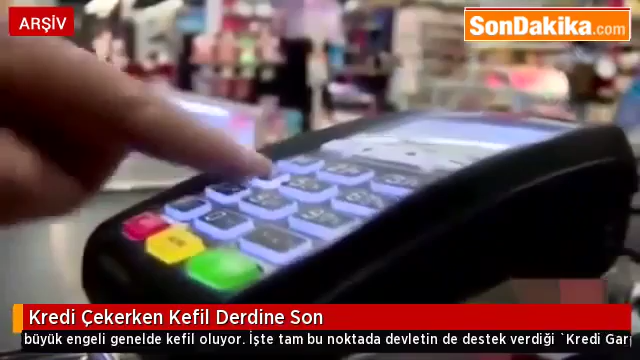 ARŞİV
SonDakika.com
Kredi Çekerken Kefil Derdine Son
büyük engeli genelde kefil oluyor. İşte tam bu noktada devletin de destek verdiği `Kredi Gar